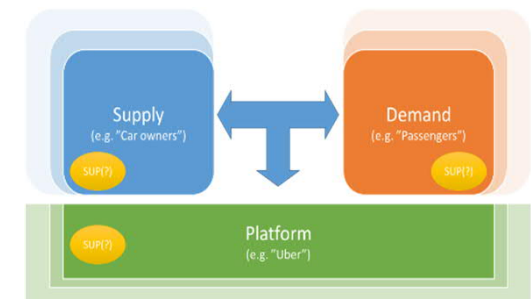 Supply
(e.g. "Car owners")
SUP(?)
Demand
(e.g. "Passengers")
SUP(?)
Platform
(e.g. "Uber")
SUP(?)